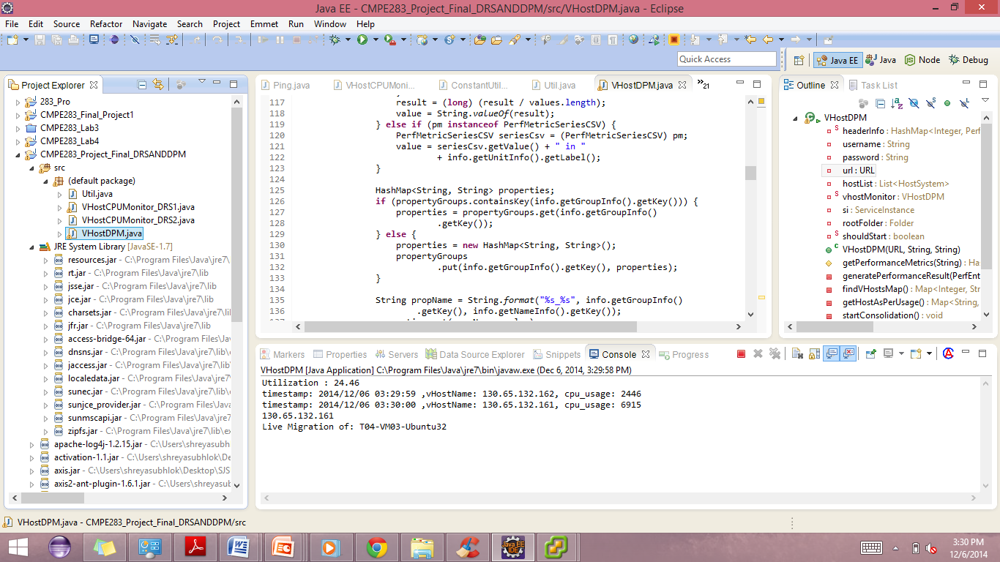 Java EE - CMPE283_Project_Final_DRSANDDPM/src/VHostDPM.java - Eclipse
File Edit Source Refactor Navigate Search Project Emmet Run Window Help
Quick Access
Java EE Java Node Debug
Project Explorer
283_Pro
CMPE283_Final_Project1
CMPE283_Lab3
CMPE283_Lab4
CMPE283_Project_Final_DRSANDDPM
src
(default package)
Util.java
VHostCPUMonitor_DRS1.java
VHostCPUMonitor_DRS2.java
VHostDPM.java
JRE System Library [JavaSE-1.7]
resources.jar - C:\Program Files\Java\jre7\
rt.jar - C:\Program Files\Java\jre7\lib
jsse.jar - C:\Program Files\Java\jre7\lib
jce.jar - C:\Program Files\Java\jre7\lib
charsets.jar - C:\Program Files\Java\jre7\l
jfr.jar - C:\Program Files\Java\jre7\lib
access-bridge-64.jar - C:\Program Files\Ja
dnsns.jar - C:\Program Files\Java\jre7\lib\e
jaccess.jar - C:\Program Files\Java\jre7\lib
localedata.jar - C:\Program Files\Java\jre7
sunec.jar - C:\Program Files\Java\jre7\lib\
sunjce_provider.jar - C:\Program Files\Java
sunmscapi.jar - C:\Program Files\Java\jre7
zipfs.jar - C:\Program Files\Java\jre7\lib\ex
apache-log4j-1.2.15.jar - C:\Users\shreyasubh
activation-1.1.jar - C:\Users\shreyasubhlok\De
axis.jar - C:\Users\shreyasubhlok\Desktop\SJS
axis2-ant-plugin-1.6.1.jar - C:\Users\shreyasub
Ping.java VHostCPUMoni... ConstantUtil... Util.java VHostDPM.java 21
117 result = (long) (result / values.length);
118 value = String.valueOf(result);
119 } else if (pm instanceof PerfMetricSeriesCSV) {
120 PerfMetricSeriesCSV seriesCsv = (PerfMetricSeriesCSV) pm;
121 value = seriesCsv.getValue() + " in "
122 + info.getUnitInfo().getLabel();
123 }
124
125 HashMap<String, String> properties;
126 if (propertyGroups.containsKey(info.getGroupInfo().getKey())) {
127 properties = propertyGroups.get(info.getGroupInfo()
128 .getKey());
129 } else {
130 properties = new HashMap<String, String>();
131 propertyGroups
132 .put(info.getGroupInfo().getKey(), properties);
133 }
134
135 String propName = String.format("%s_%s", info.getGroupInfo()
136 .getKey(), info.getNameInfo().getKey());
Outline Task List
VHostDPM
headerInfo : HashMap<Integer, Perf
username : String
password : String
url : URL
hostList : List<HostSystem>
vhostMonitor : VHostDPM
si : ServiceInstance
rootFolder : Folder
shouldStart : boolean
VHostDPM(URL, String, String)
getPerformanceMetrics(String) : Ha
generatePerformanceResult(PerfEnt
findVHostsMap() : Map<Integer, St
getHostAsPerUsage() : Map<String,
startConsolidation() : void
Markers Properties Servers Data Source Explorer Snippets Console Progress
VHostDPM [Java Application] C:\Program Files\Java\jre7\bin\javaw.exe (Dec 6, 2014, 3:29:58 PM)
Utilization : 24.46
timestamp: 2014/12/06 03:29:59 ,vHostName: 130.65.132.162, cpu_usage: 2446
timestamp: 2014/12/06 03:30:00 ,vHostName: 130.65.132.161, cpu_usage: 6915
130.65.132.161
Live Migration of: T04-VM03-Ubuntu32
VHostDPM.java - CMPE283_Project_Final_DRSANDDPM/src
Java EE IDE
3:30 PM
12/6/2014